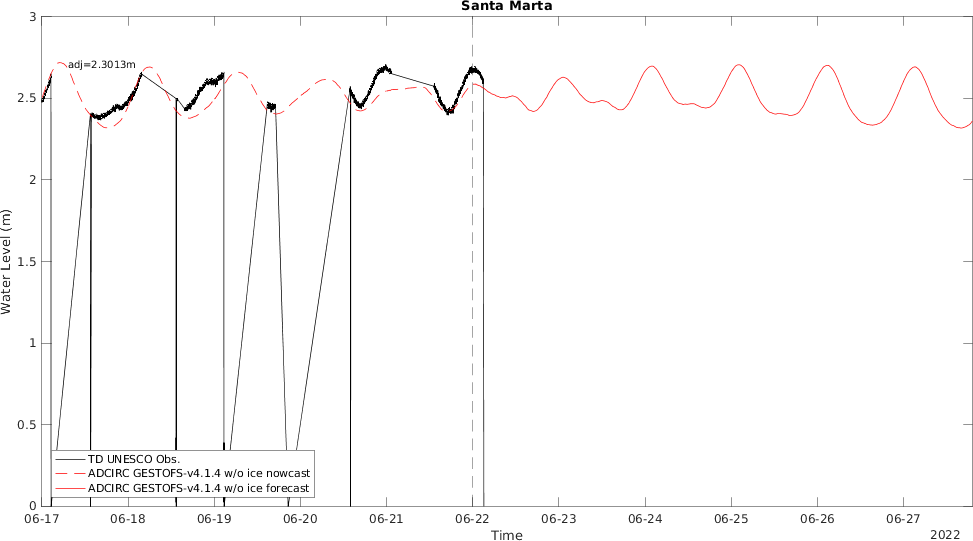 Santa Marta
adj=2.3013m
Water Level (m)
3
2.5
2
1.5
1
0.5
0
TD UNESCO Obs.
ADCIRC GESTOFS-v4.1.4 w/o ice nowcast
ADCIRC GESTOFS-v4.1.4 w/o ice forecast
06-17 06-18 06-19 06-20 06-21 06-22 06-23 06-24 06-25 06-26 06-27
Time
2022